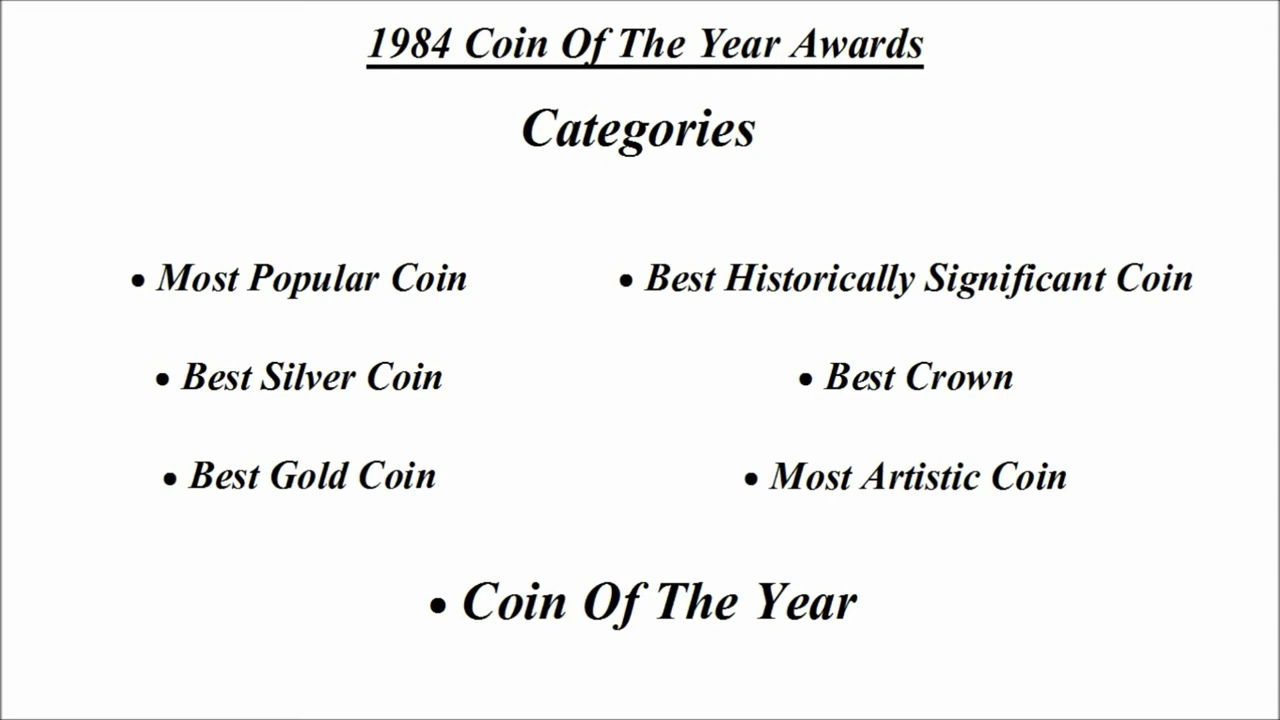 1984 Coin Of The Year Awards
Categories
• Most Popular Coin
• Best Historically Significant Coin
• Best Silver Coin
• Best Crown
• Best Gold Coin
• Most Artistic Coin
• Coin Of The Year